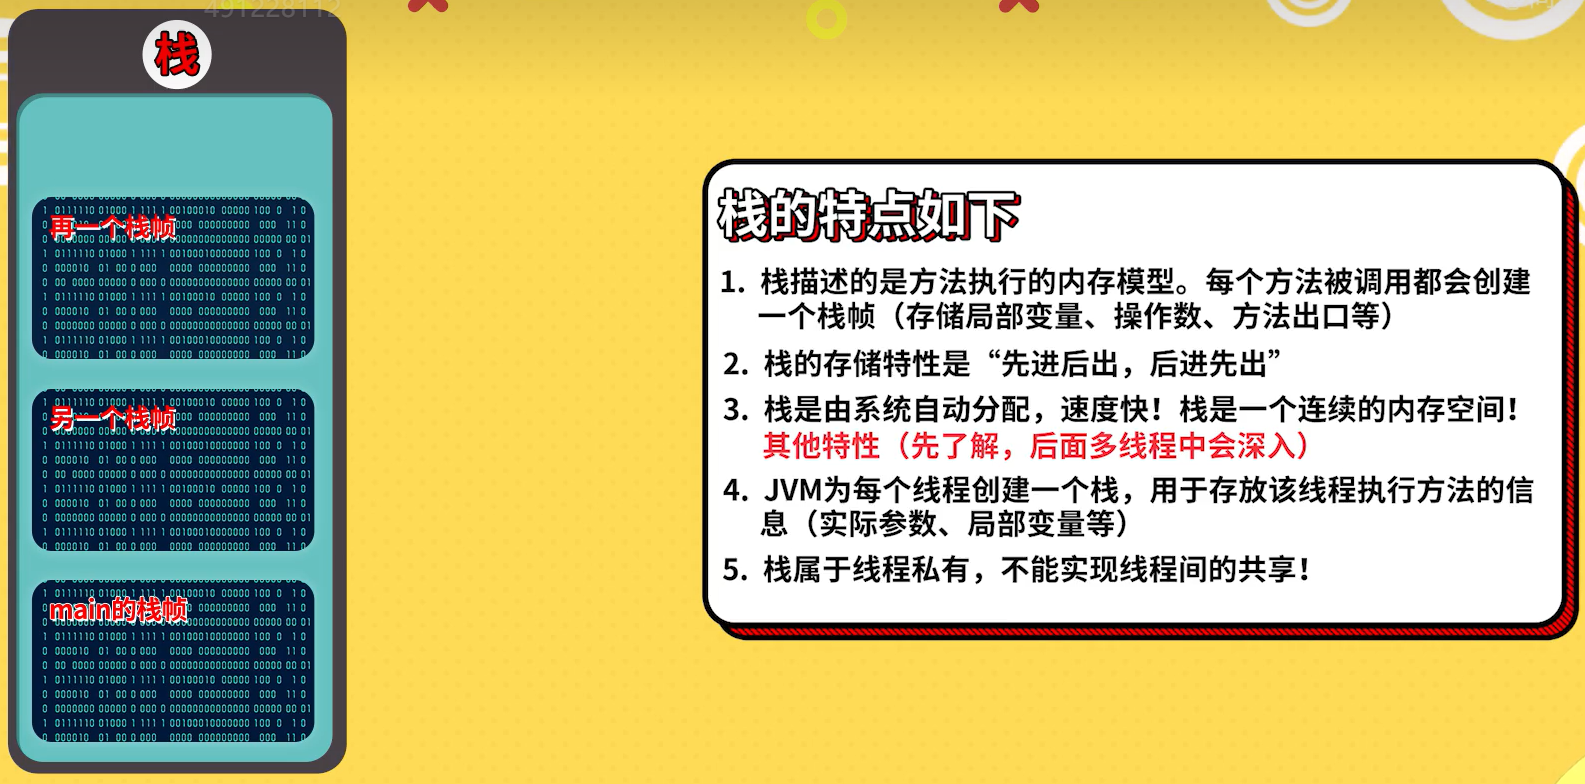 491228112
栈
再一个栈帧
另一个栈帧
main的栈帧
栈的特点如下
1. 栈描述的是方法执行的内存模型。每个方法被调用都会创建
一个栈帧（存储局部变量、操作数、方法出口等）
2. 栈的存储特性是“先进后出，后进先出”
3. 栈是由系统自动分配，速度快！栈是一个连续的内存空间！
其他特性（先了解，后面多线程中会深入）
4. JVM为每个线程创建一个栈，用于存放该线程执行方法的信
息（实际参数、局部变量等）
5. 栈属于线程私有，不能实现线程间的共享！